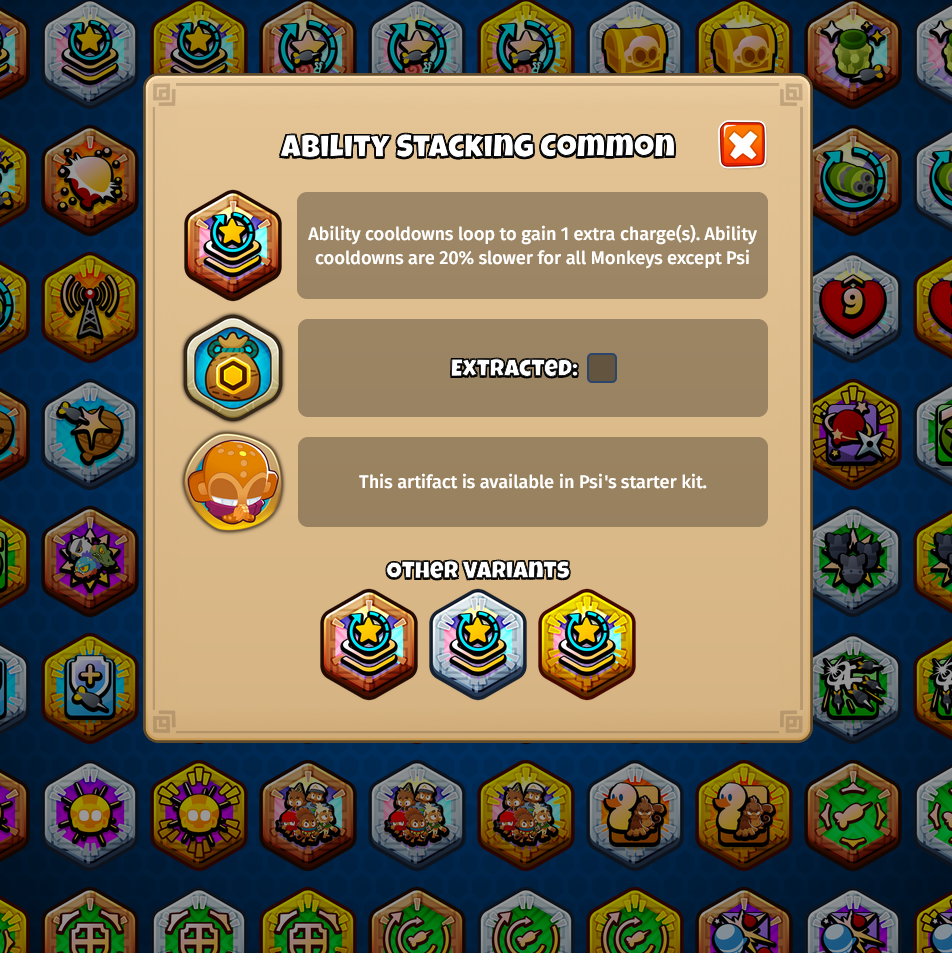 Ability Stacking Common
Ability cooldowns loop to gain 1 extra charge(s). Ability
cooldowns are 20% slower for all Monkeys except Psi
Extracted:
This artifact is available in Psi's starter kit.
Other Variants
9